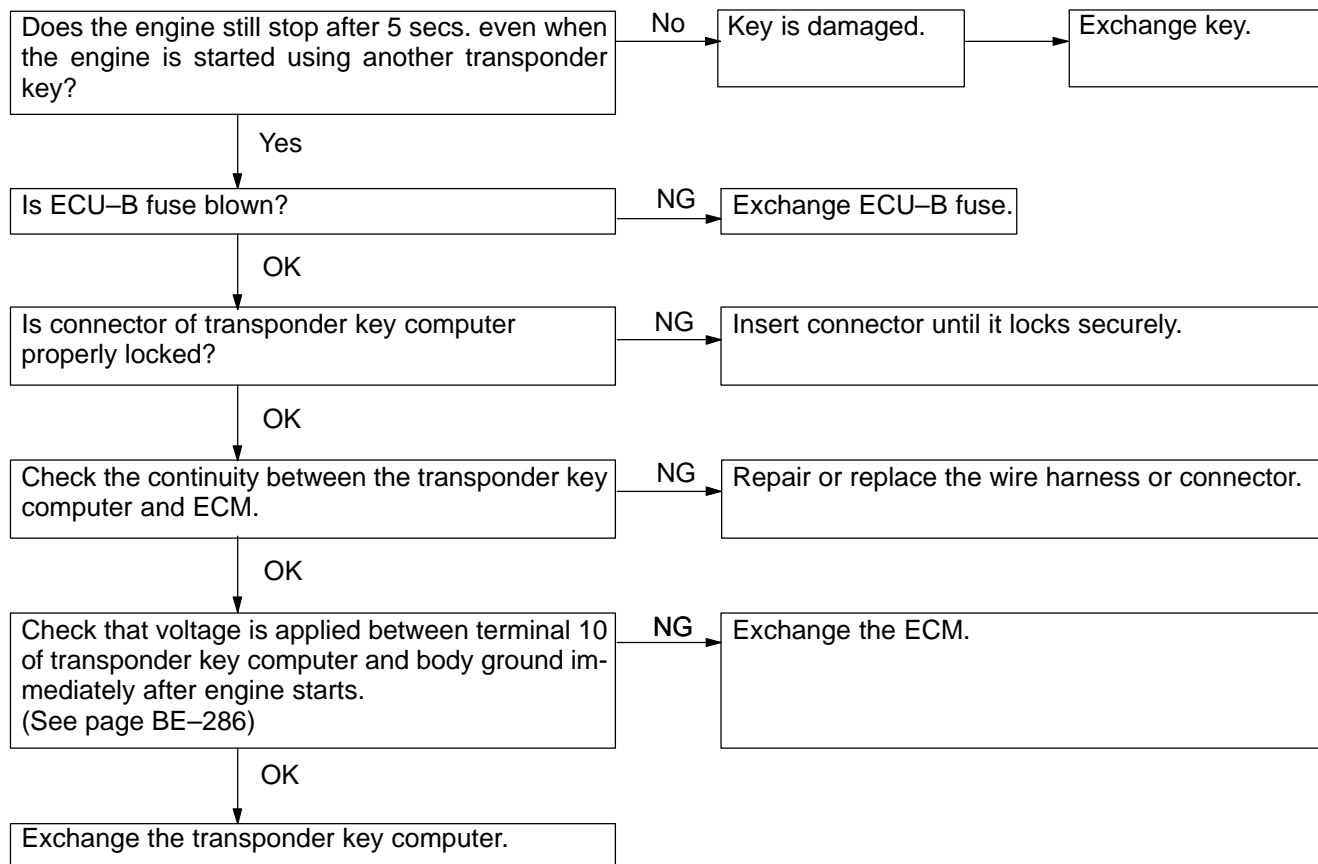 Does the engine still stop after 5 secs. even when
the engine is started using another transponder
key?
No
Key is damaged.
Exchange key.
Yes
Is ECU–B fuse blown?
NG
Exchange ECU–B fuse.
OK
Is connector of transponder key computer
properly locked?
NG
Insert connector until it locks securely.
OK
Check the continuity between the transponder key
computer and ECM.
NG
Repair or replace the wire harness or connector.
OK
Check that voltage is applied between terminal 10
of transponder key computer and body ground im-
mediately after engine starts.
(See page BE–286)
NG
Exchange the ECM.
OK
Exchange the transponder key computer.